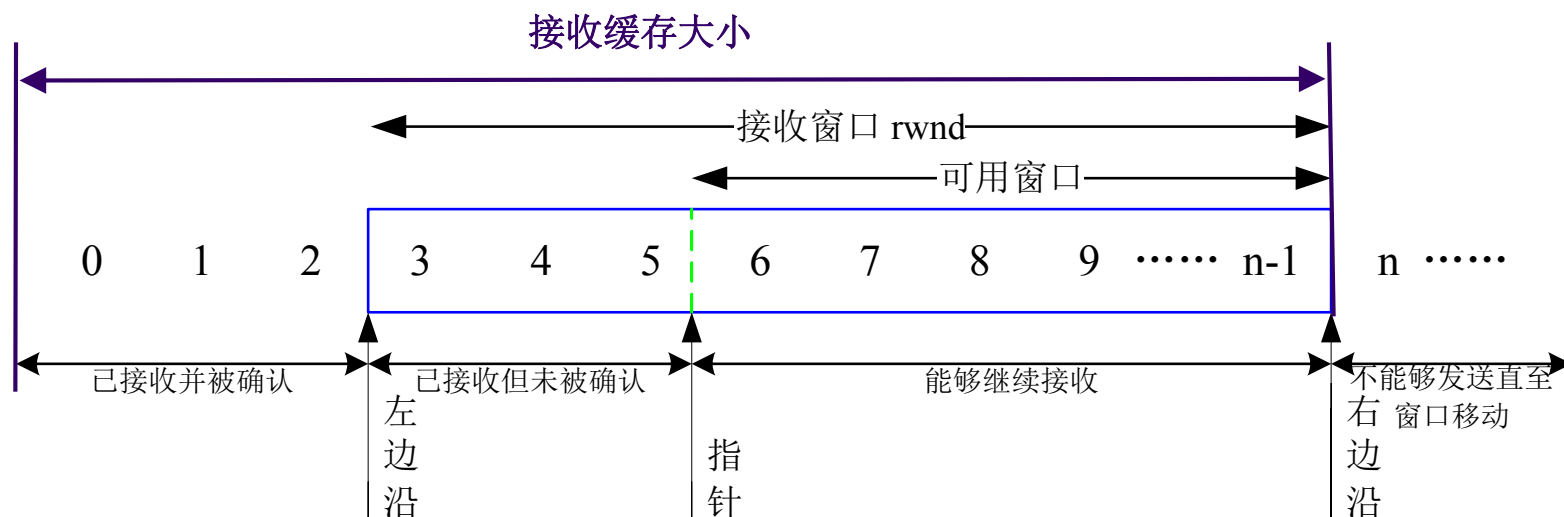 接收缓存大小
接收窗口 rwnd
可用窗口
0 1 2 3 4 5 6 7 8 9 …… n-1 n ……
已接收并被确认
已接收但未被确认
能够继续接收
不能够发送直至
窗口移动
左边沿
指针
右边沿